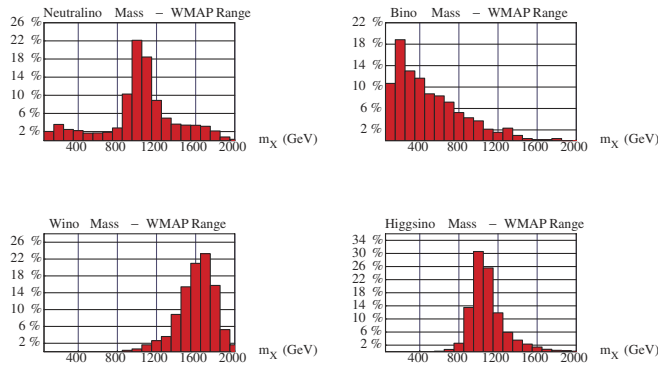 Neutralino Mass – WMAP Range
26 %
22 %
18 %
14 %
10 %
6 %
2 %
400 800 1200 1600 2000
m_X (GeV)
Bino Mass – WMAP Range
22 %
18 %
14 %
10 %
6 %
2 %
400 800 1200 1600 2000
m_X (GeV)
Wino Mass – WMAP Range
26 %
22 %
18 %
14 %
10 %
6 %
2 %
400 800 1200 1600 2000
m_X (GeV)
Higgsino Mass – WMAP Range
34 %
30 %
26 %
22 %
18 %
14 %
10 %
6 %
2 %
400 800 1200 1600 2000
m_X (GeV)